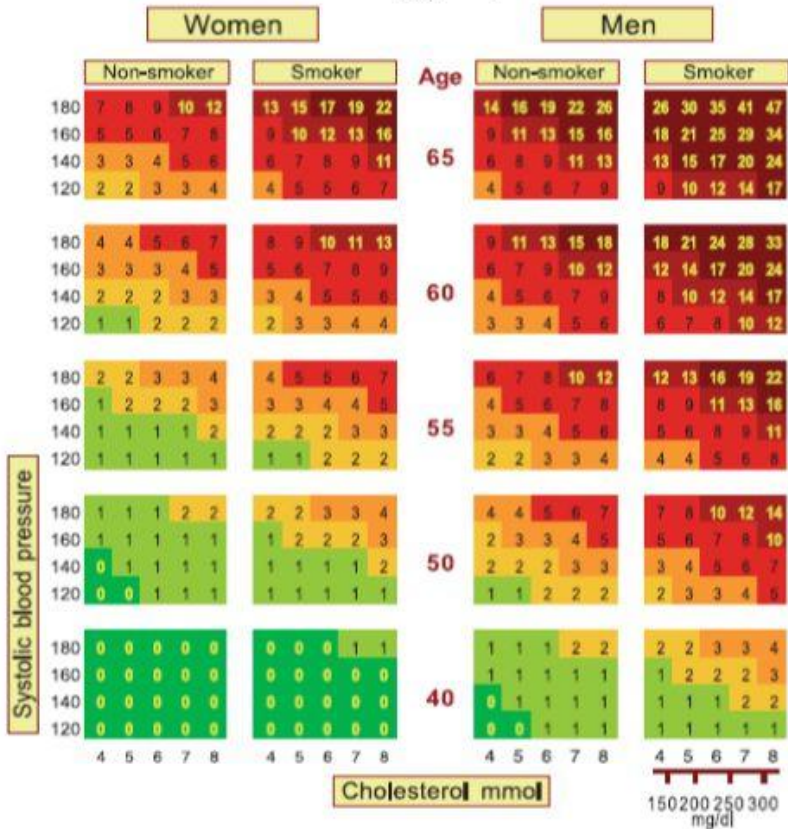 Women Men
Non-smoker Smoker Age Non-smoker Smoker
180 7 8 9 10 12 13 15 17 19 22 14 16 19 22 26 26 30 35 41 47
160 5 5 6 7 8 9 10 12 13 16 9 11 13 15 16 18 21 25 29 34
65
140 3 3 4 5 6 6 7 8 9 11 6 8 9 11 13 13 15 17 20 24
120 2 2 3 3 4 4 5 5 6 7 4 5 6 7 9 9 10 12 14 17
180 4 4 5 6 7 8 9 10 11 13 9 11 13 15 18 18 21 24 28 33
160 3 3 3 4 5 5 6 7 8 9 6 7 9 10 12 12 14 17 20 24
60
140 2 2 2 3 3 3 4 5 5 6 4 5 6 7 9 8 10 12 14 17
120 1 1 2 2 2 2 3 3 4 4 3 3 4 5 6 6 7 8 10 12
180 2 2 3 3 4 4 5 5 6 7 6 7 8 10 12 12 13 16 19 22
160 1 2 2 2 3 3 3 4 4 5 4 5 6 7 8 8 9 11 13 16
55
140 1 1 1 1 2 2 2 2 3 3 3 3 4 5 6 5 6 8 9 11
120 1 1 1 1 1 1 1 2 2 2 2 2 3 3 4 4 4 5 6 8
180 1 1 1 2 2 2 2 3 3 4 4 4 5 6 7 7 8 10 12 14
160 1 1 1 1 1 1 2 2 2 3 2 3 3 4 5 5 6 7 8 10
50
140 0 1 1 1 1 1 1 1 1 2 2 2 2 3 3 3 4 5 6 7
120 0 0 1 1 1 1 1 1 1 1 1 1 2 2 2 2 3 3 4 5
180 0 0 0 0 0 0 0 0 1 1 1 1 1 2 2 2 2 3 3 4
160 0 0 0 0 0 0 0 0 0 0 1 1 1 1 1 1 2 2 2 3
40
140 0 0 0 0 0 0 0 0 0 0 0 1 1 1 1 1 1 1 2 2
120 0 0 0 0 0 0 0 0 0 0 0 0 1 1 1 1 1 1 1 1
4 5 6 7 8 4 5 6 7 8 4 5 6 7 8 4 5 6 7 8
Systolic blood pressure
Cholesterol mmol
150 200 250 300
mg/dl